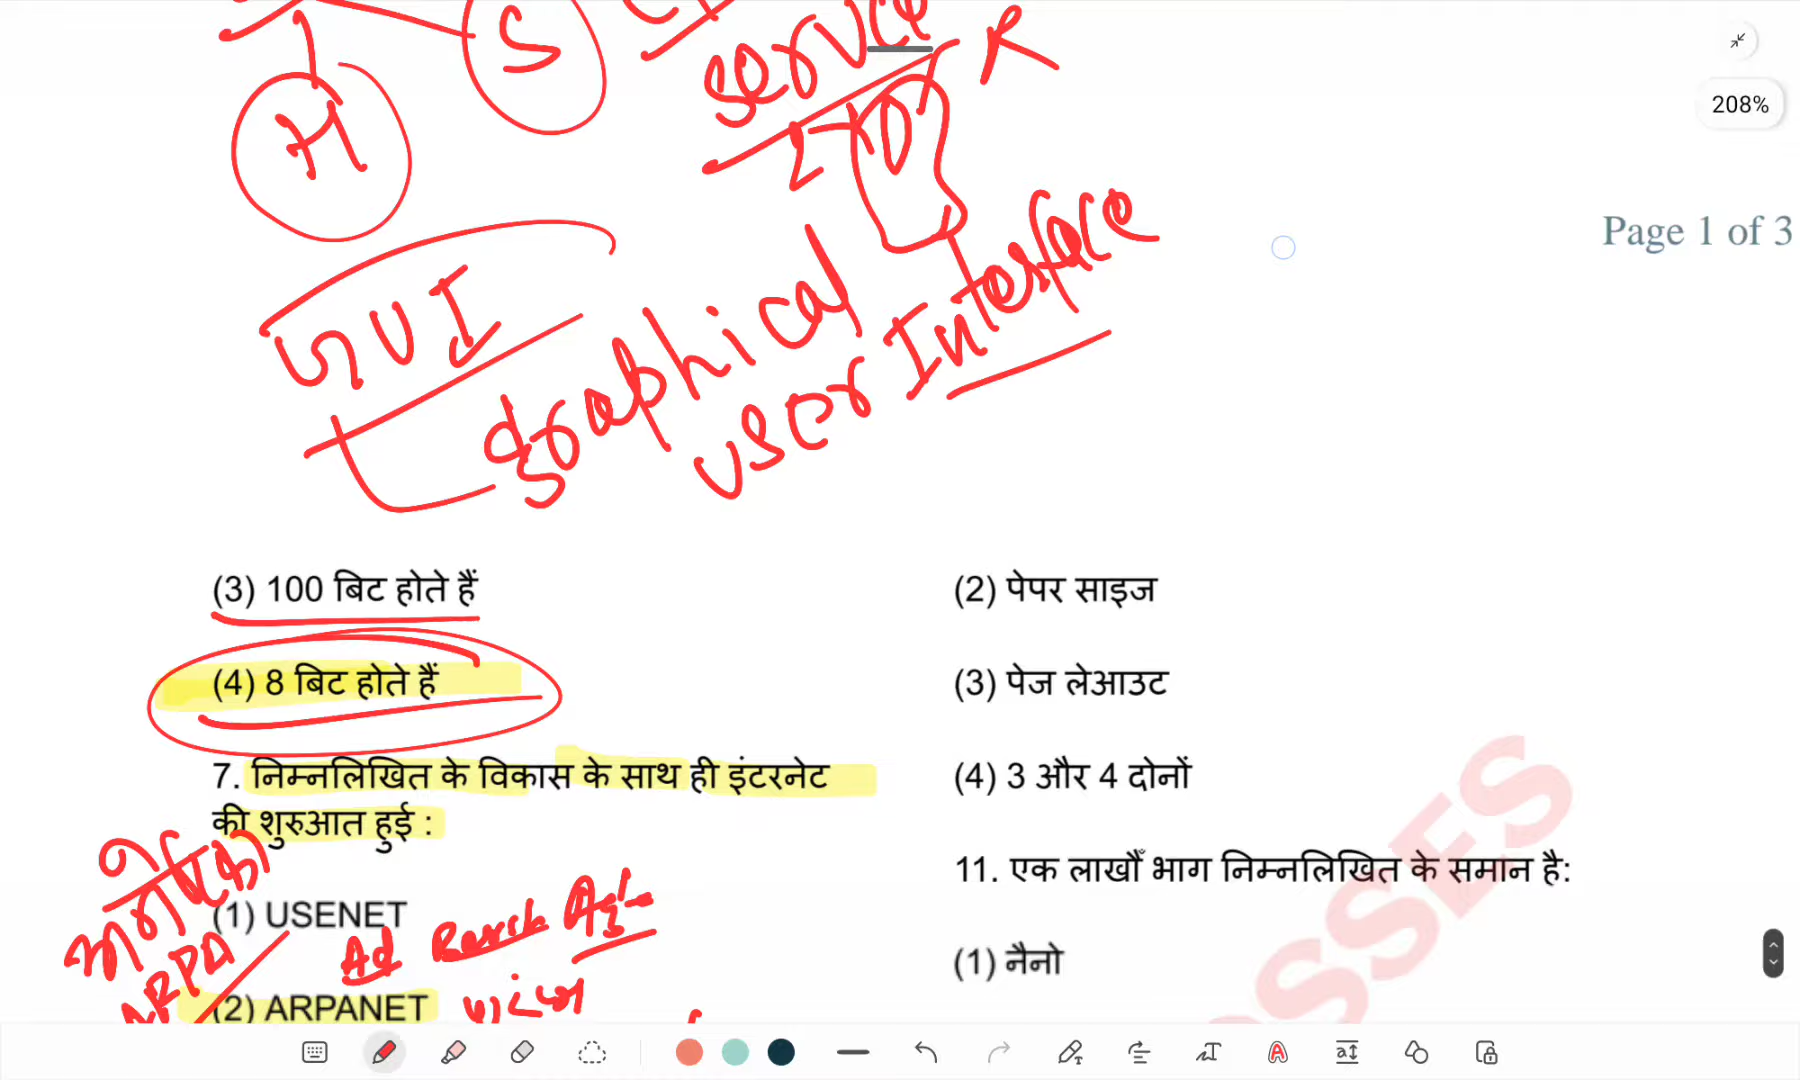 S
service
R
208%
H
Page 1 of 3
GUI
Graphical
User Interface
(3) 100 बिट होते हैं
(4) 8 बिट होते हैं
7. निम्नलिखित के विकास के साथ ही इंटरनेट
की शुरुआत हुई :
(1) USENET
ARPA
(2) ARPANET
(2) पेपर साइज
(3) पेज लेआउट
(4) 3 और 4 दोनों
11. एक लाखौँ भाग निम्नलिखित के समान है:
(1) नैनो
SSES